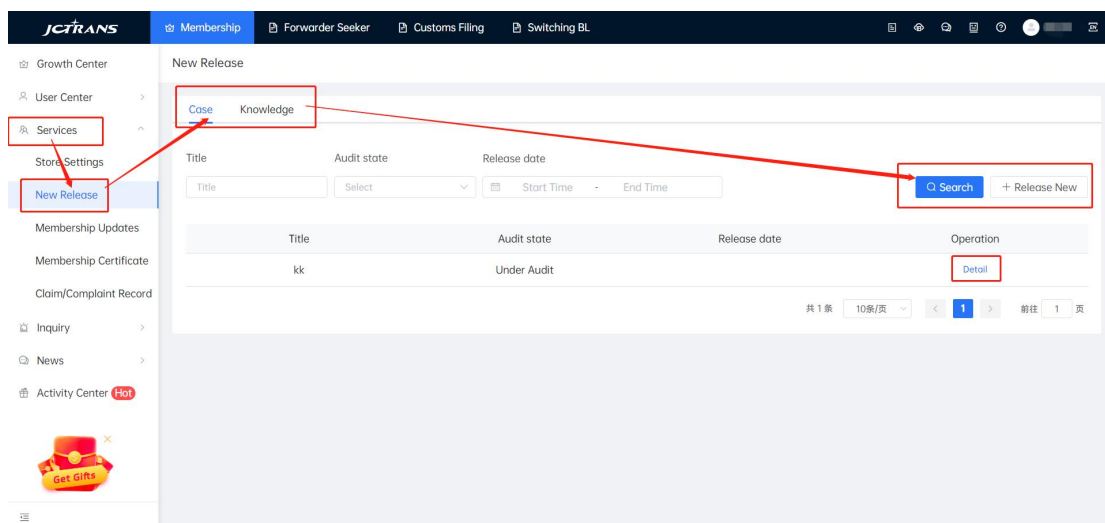 JCTRANS
Membership
Forwarder Seeker
Customs Filing
Switching BL
EN
Growth Center
User Center
Services
Store Settings
New Release
Membership Updates
Membership Certificate
Claim/Complaint Record
Inquiry
News
Activity Center Hot
Get Gifts
New Release
Case Knowledge
Title Audit state Release date
Title Select Start Time - End Time Search + Release New
Title Audit state Release date Operation
kk Under Audit Detail
共 1 条 10条/页 < 1 > 前往 1 页